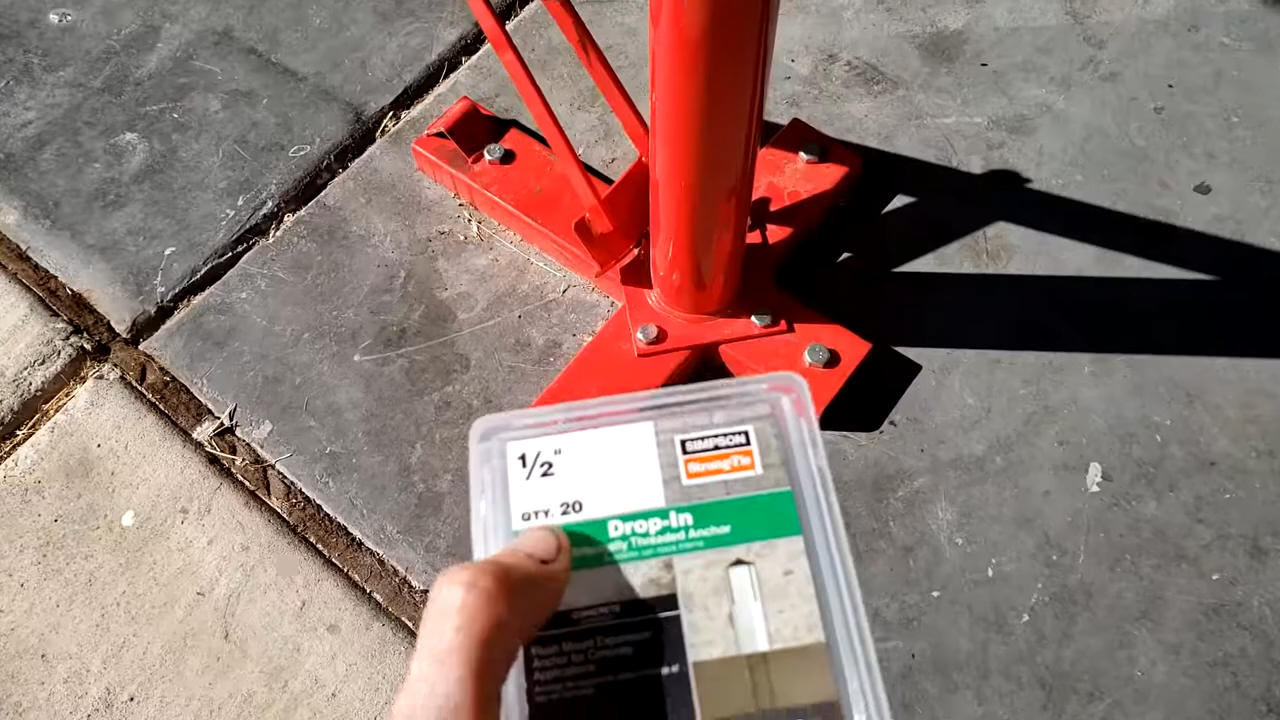 1/2"
SIMPSON
Strong-Tie
QTY. 20
Drop-In
Threaded Anchor
CONCRETE
Flush Mount Expansion
Anchor for Concrete
Applications